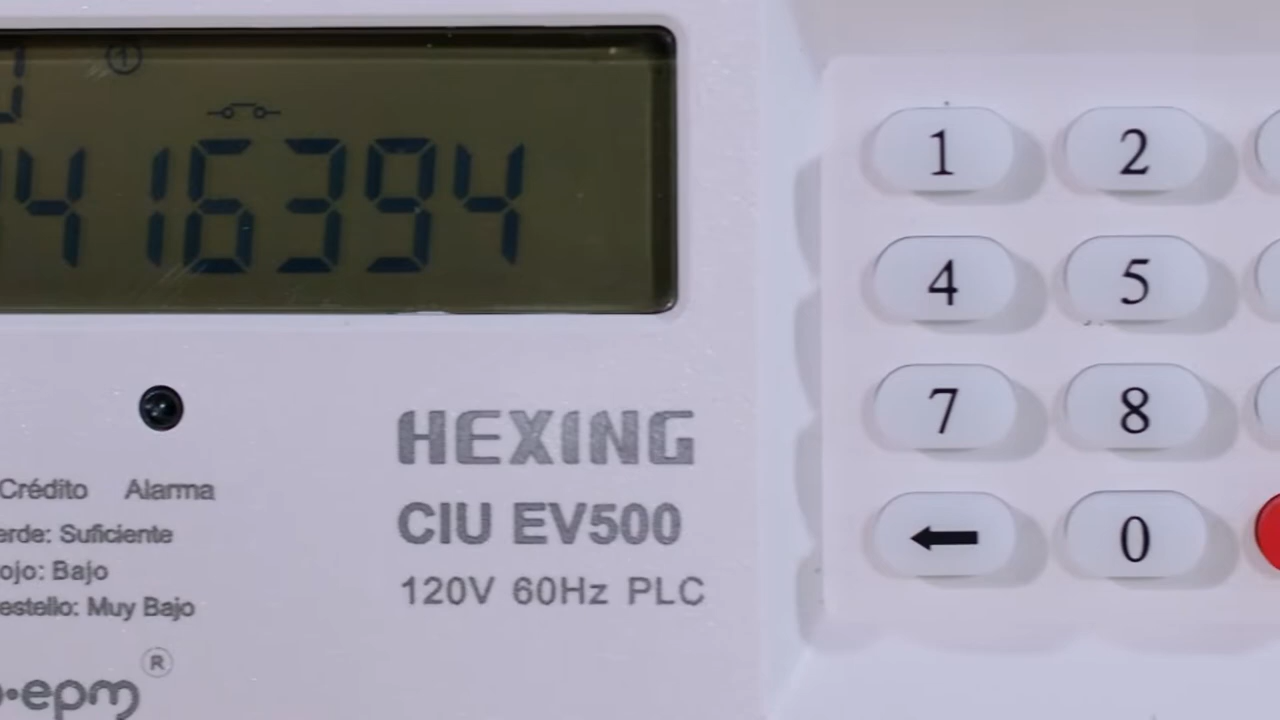 ①
416394
1 2
4 5
7 8
0
HEXING
CIU EV500
120V 60Hz PLC
Crédito Alarma
erde: Suficiente
ojo: Bajo
estello: Muy Bajo
epm®